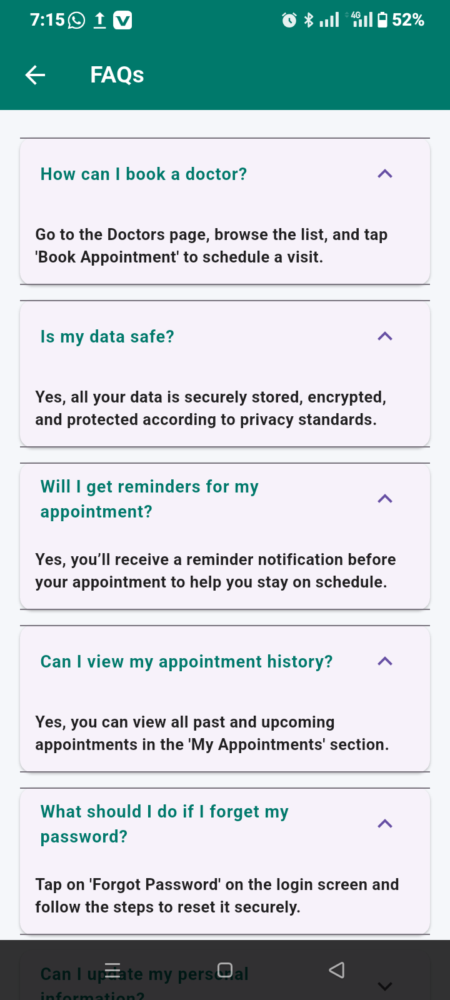 7:15
4G
52%
FAQs
How can I book a doctor?
Go to the Doctors page, browse the list, and tap
'Book Appointment' to schedule a visit.
Is my data safe?
Yes, all your data is securely stored, encrypted,
and protected according to privacy standards.
Will I get reminders for my
appointment?
Yes, you’ll receive a reminder notification before
your appointment to help you stay on schedule.
Can I view my appointment history?
Yes, you can view all past and upcoming
appointments in the 'My Appointments' section.
What should I do if I forget my
password?
Tap on 'Forgot Password' on the login screen and
follow the steps to reset it securely.
Can I update my personal
information?